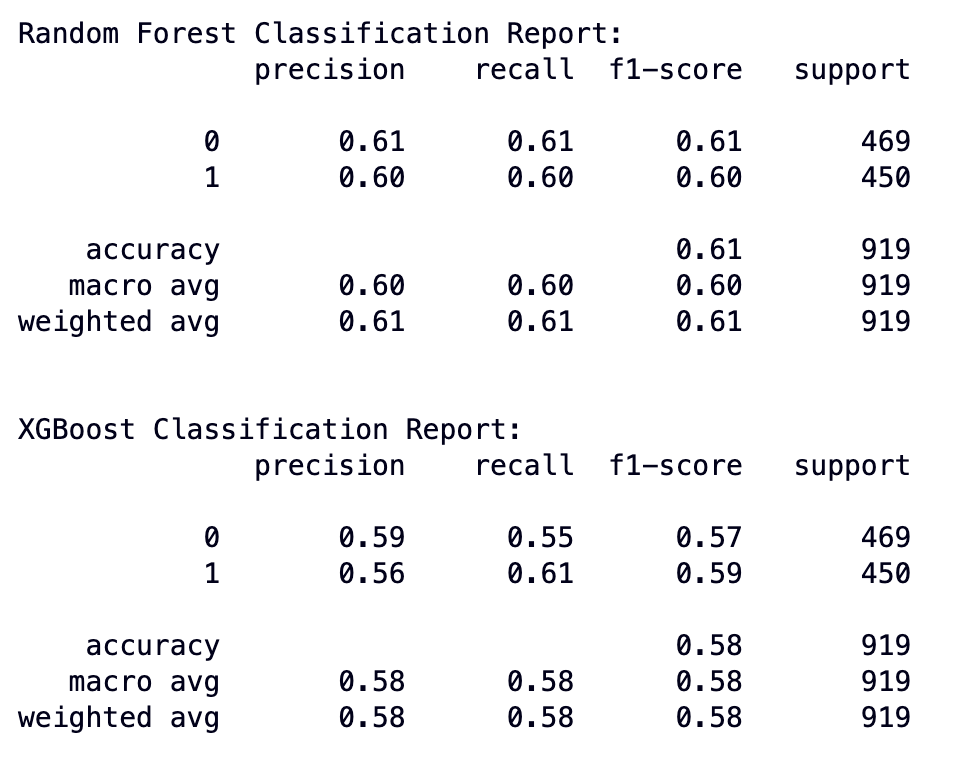 Random Forest Classification Report:
precision recall f1-score support
0 0.61 0.61 0.61 469
1 0.60 0.60 0.60 450
accuracy 0.61 919
macro avg 0.60 0.60 0.60 919
weighted avg 0.61 0.61 0.61 919
XGBoost Classification Report:
precision recall f1-score support
0 0.59 0.55 0.57 469
1 0.56 0.61 0.59 450
accuracy 0.58 919
macro avg 0.58 0.58 0.58 919
weighted avg 0.58 0.58 0.58 919